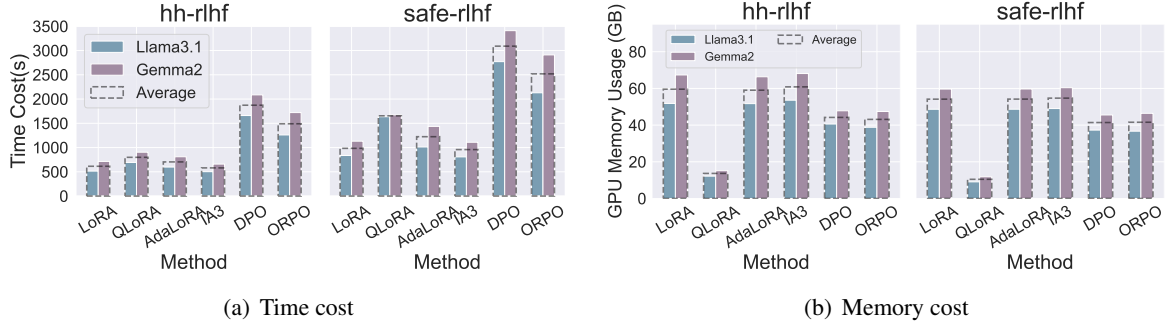 hh-rlhf
safe-rlhf
Time Cost(s)
3500
3000
2500
2000
1500
1000
500
0
Llama3.1
Gemma2
Average
LoRA
QLoRA
AdaLoRA
IA3
DPO
ORPO
LoRA
QLoRA
AdaLoRA
IA3
DPO
ORPO
Method
Method
(a) Time cost
hh-rlhf
safe-rlhf
GPU Memory Usage (GB)
80
60
40
20
0
Llama3.1
Average
Gemma2
LoRA
QLoRA
AdaLoRA
IA3
DPO
ORPO
LoRA
QLoRA
AdaLoRA
IA3
DPO
ORPO
Method
Method
(b) Memory cost